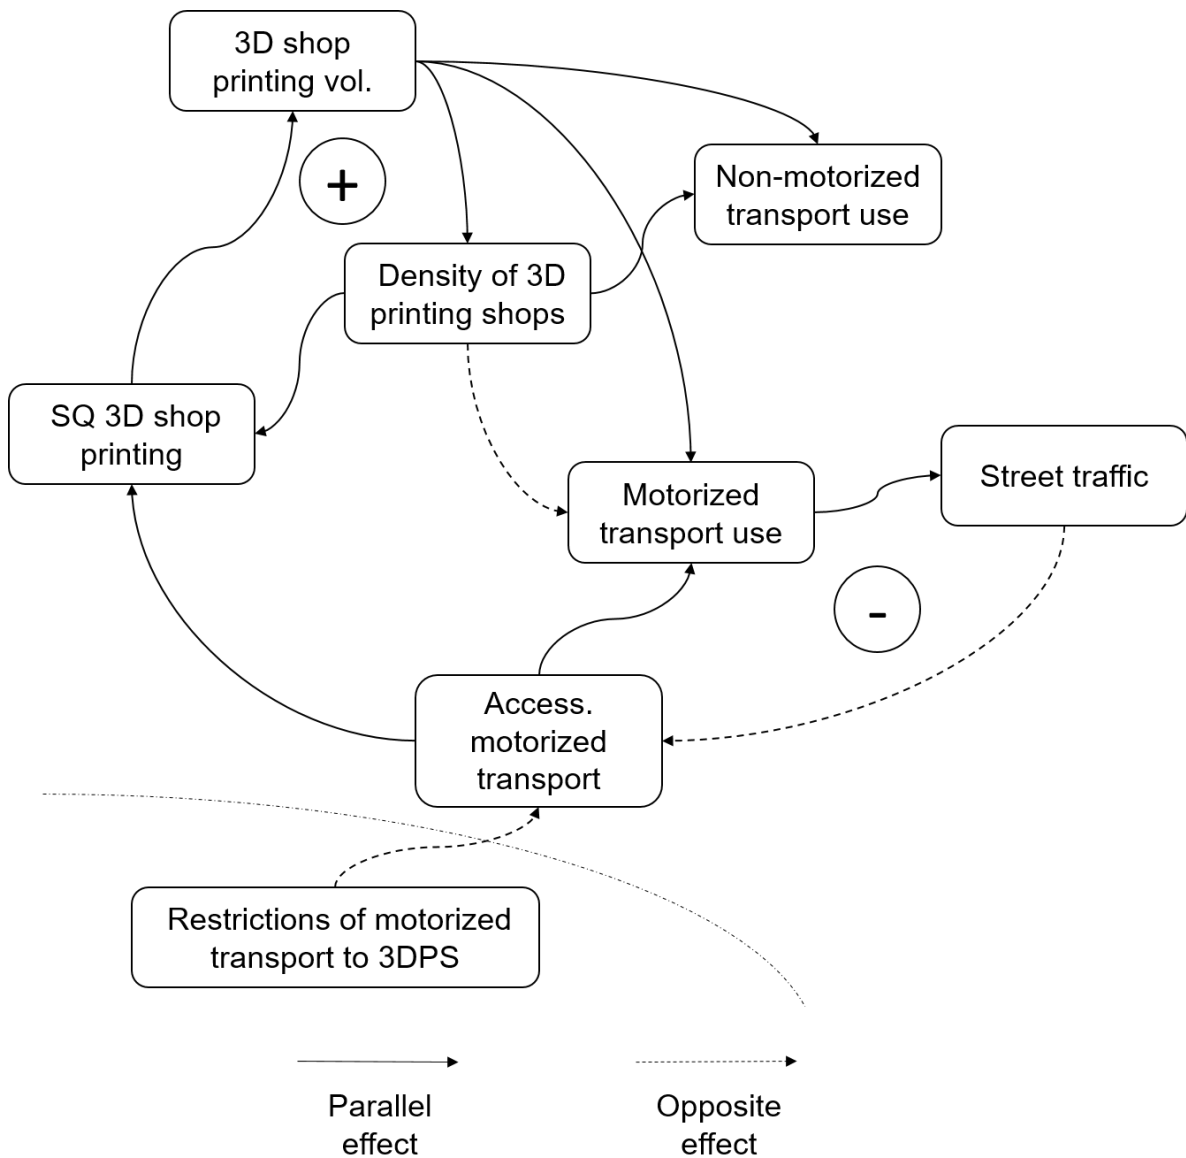 3D shop
printing vol.
+
Non-motorized
transport use
Density of 3D
printing shops
SQ 3D shop
printing
Street traffic
Motorized
transport use
-
Access.
motorized
transport
Restrictions of motorized
transport to 3DPS
Parallel
effect
Opposite
effect